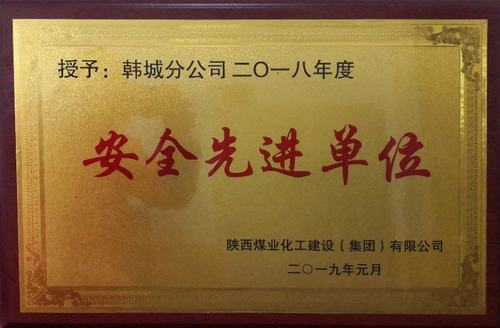 授予：韩城分公司二〇一八年度
安全先进单位
陕西煤业化工建设（集团）有限公司
二〇一九年元月